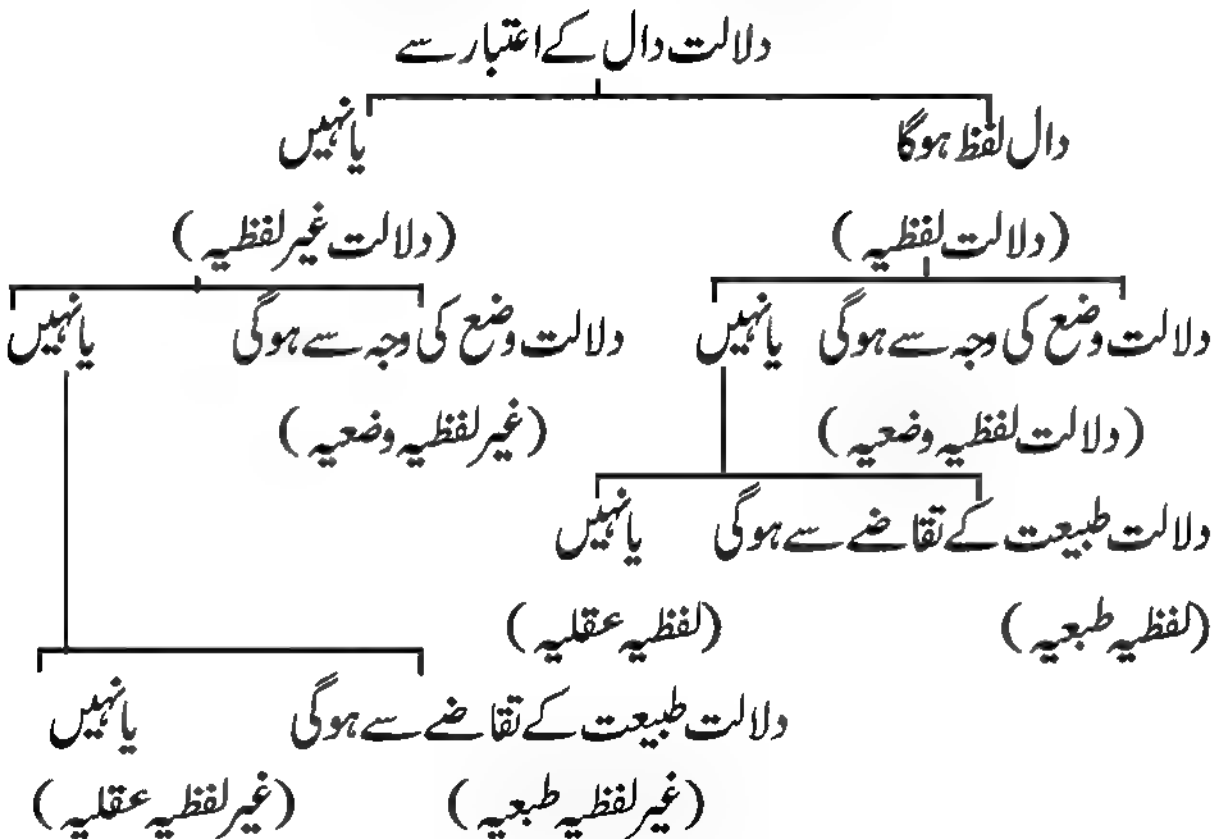 دلالت دال کے اعتبار سے
دال لفظ ہوگا یا نہیں
(دلالت لفظیہ) (دلالت غیر لفظیہ)
دلالت وضع کی وجہ سے ہوگی یا نہیں دلالت وضع کی وجہ سے ہوگی یا نہیں
(دلالت لفظیہ وضعیہ) (غیر لفظیہ وضعیہ)
دلالت طبیعت کے تقاضے سے ہوگی یا نہیں
(لفظیہ طبعیہ) (لفظیہ عقلیہ)
دلالت طبیعت کے تقاضے سے ہوگی یا نہیں
(غیر لفظیہ طبعیہ) (غیر لفظیہ عقلیہ)